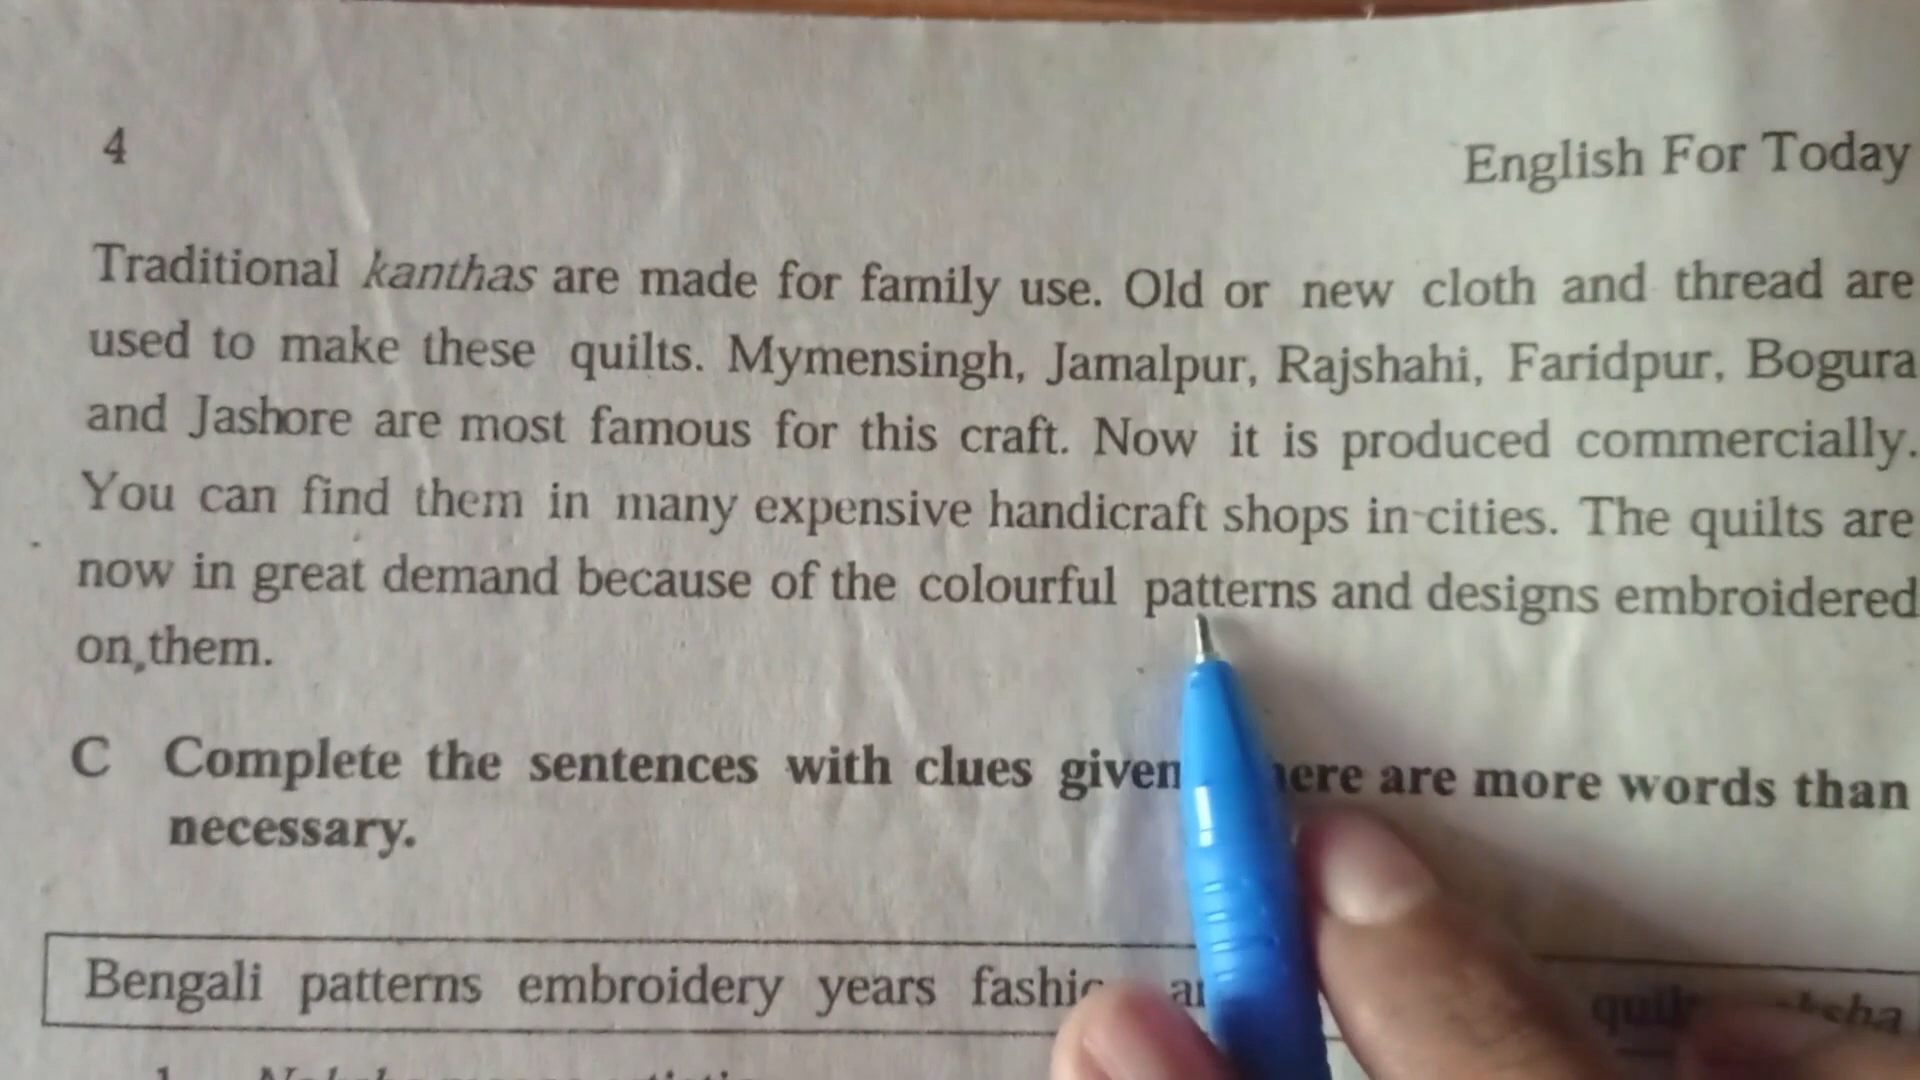 4
English For Today
Traditional kanthas are made for family use. Old or new cloth and thread are
used to make these quilts. Mymensingh, Jamalpur, Rajshahi, Faridpur, Bogura
and Jashore are most famous for this craft. Now it is produced commercially.
You can find them in many expensive handicraft shops in cities. The quilts are
now in great demand because of the colourful patterns and designs embroidered
on them.
C Complete the sentences with clues given are more words than
necessary.
Bengali patterns embroidery years